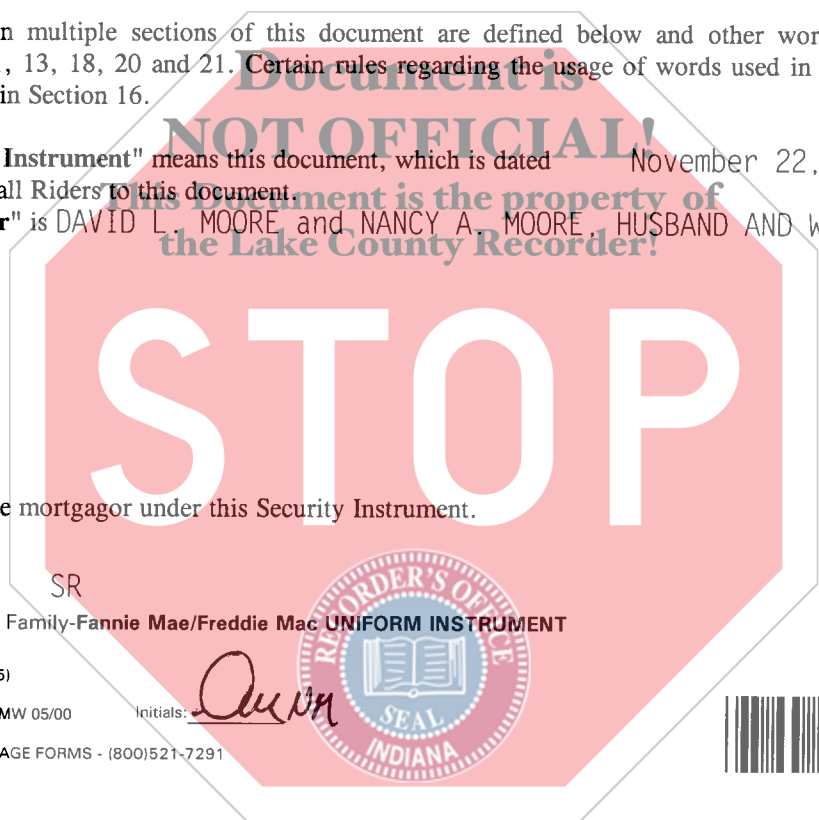 n multiple sections of this document are defined below and other wor
, 13, 18, 20 and 21. Certain rules regarding the usage of words used in
in Section 16.
Document is
NOT OFFICIAL!
This Document is the property of
the Lake County Recorder!
Instrument" means this document, which is dated November 22,
all Riders to this document.
r" is DAVID L. MOORE and NANCY A. MOORE, HUSBAND AND W
STOP
e mortgagor under this Security Instrument.
SR
Family-Fannie Mae/Freddie Mac UNIFORM INSTRUMENT
5)
MW 05/00 Initials:
AGE FORMS - (800)521-7291
RECORDER'S OFFICE
SEAL
INDIANA